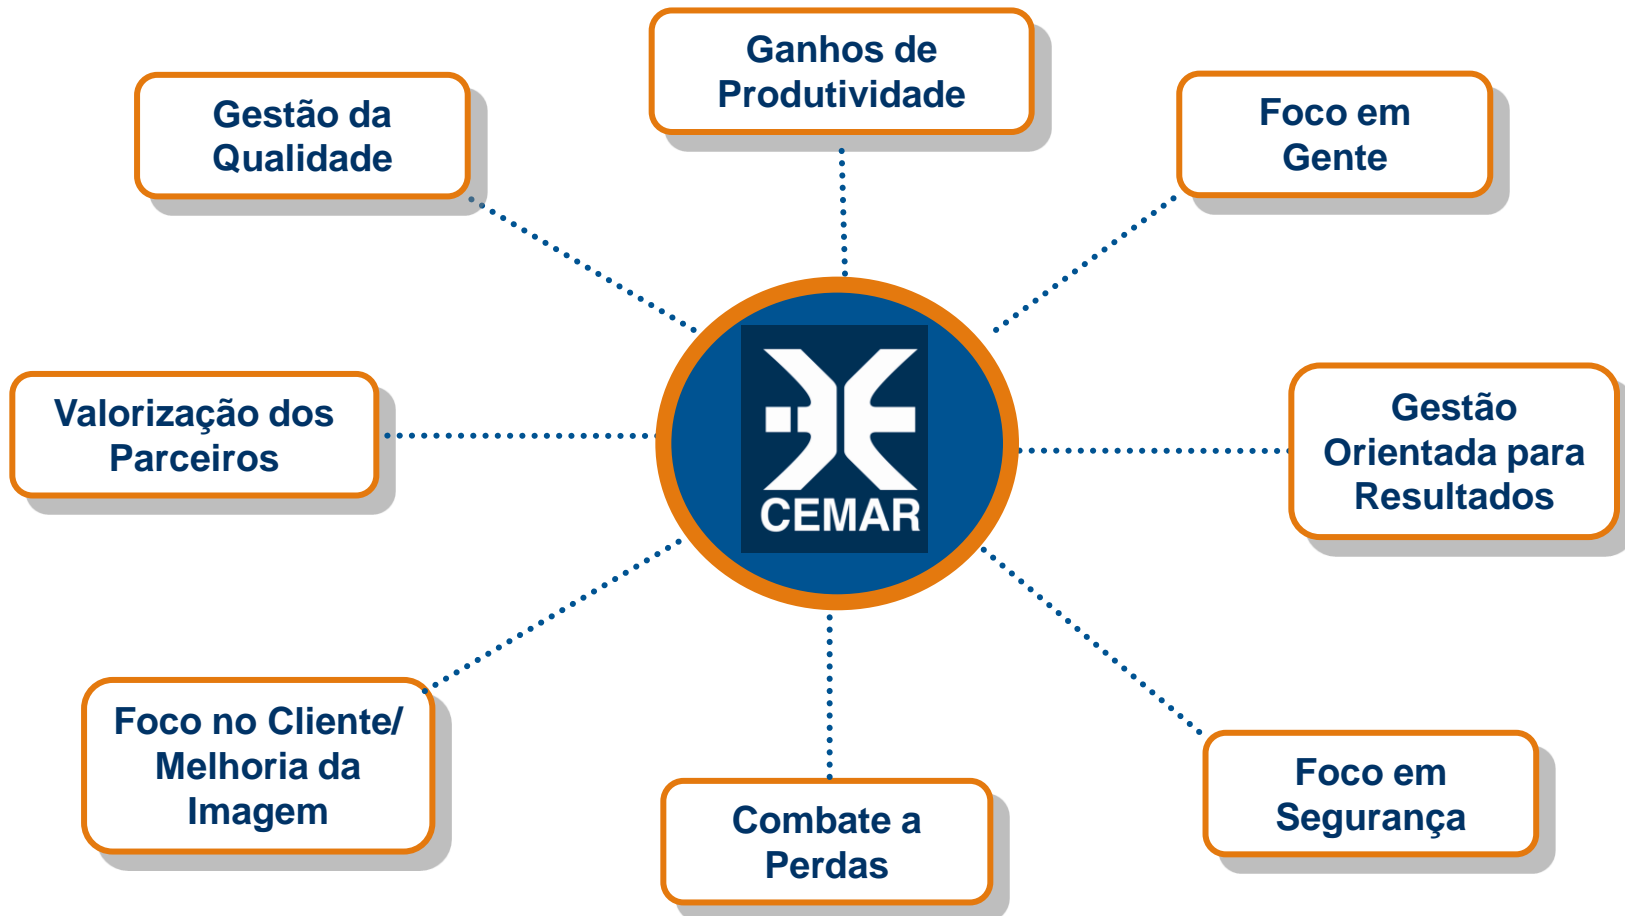 Ganhos de
Produtividade
Gestão da
Qualidade
Foco em
Gente
Valorização dos
Parceiros
CEMAR
Gestão
Orientada para
Resultados
Foco no Cliente/
Melhoria da
Imagem
Combate a
Perdas
Foco em
Segurança